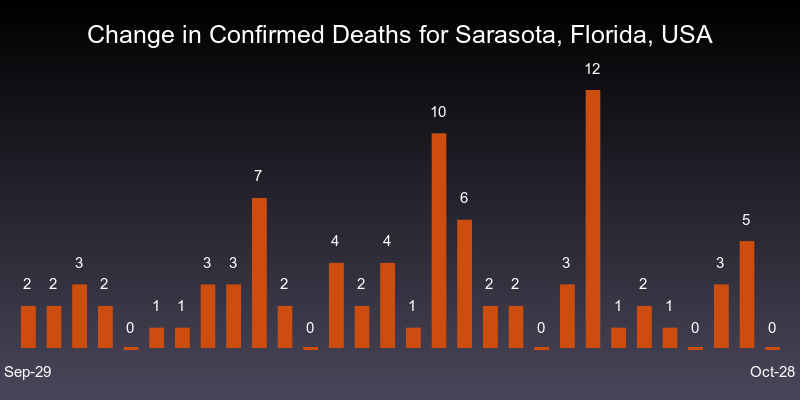 Change in Confirmed Deaths for Sarasota, Florida, USA
2 2 3 2 0 1 1 3 3 7 2 0 4 2 4 1 10 6 2 2 0 3 12 1 2 1 0 3 5 0
Sep-29 Oct-28